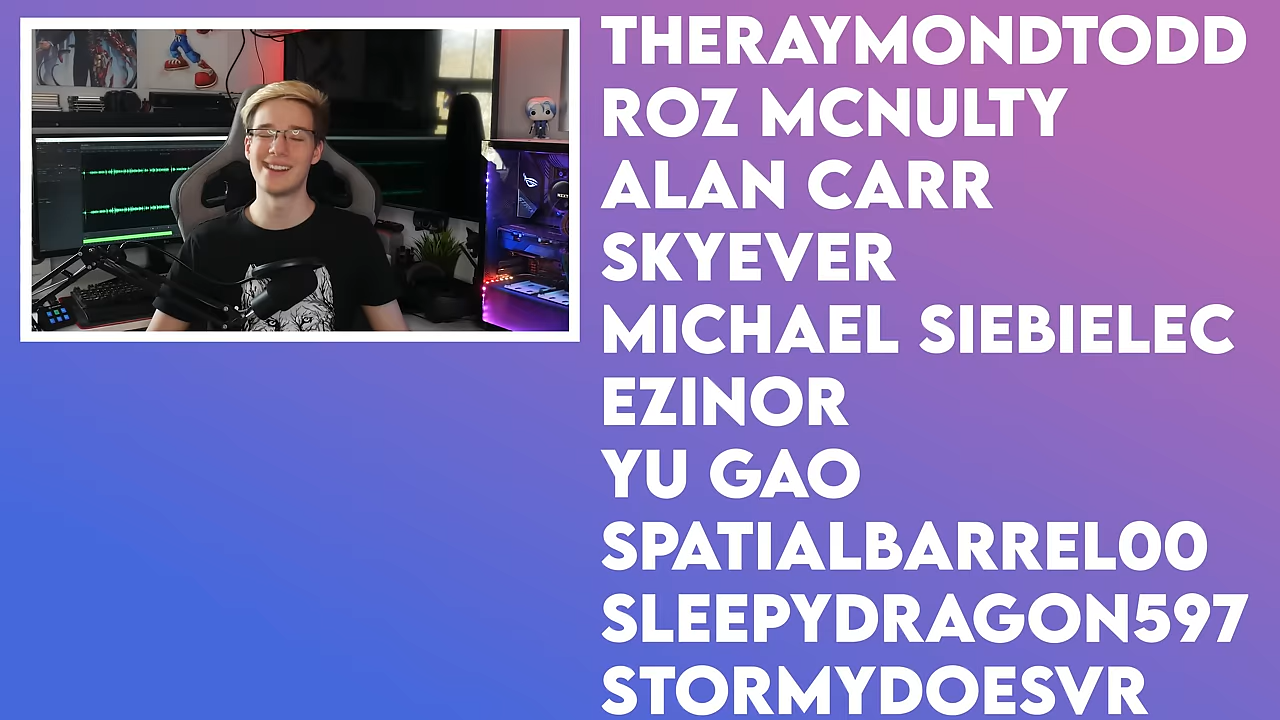 THERAYMONDTODD
ROZ MCNULTY
ALAN CARR
SKYEVER
MICHAEL SIEBIELEC
EZINOR
YU GAO
SPATIALBARREL00
SLEEPYDRAGON597
STORMYDOESVR